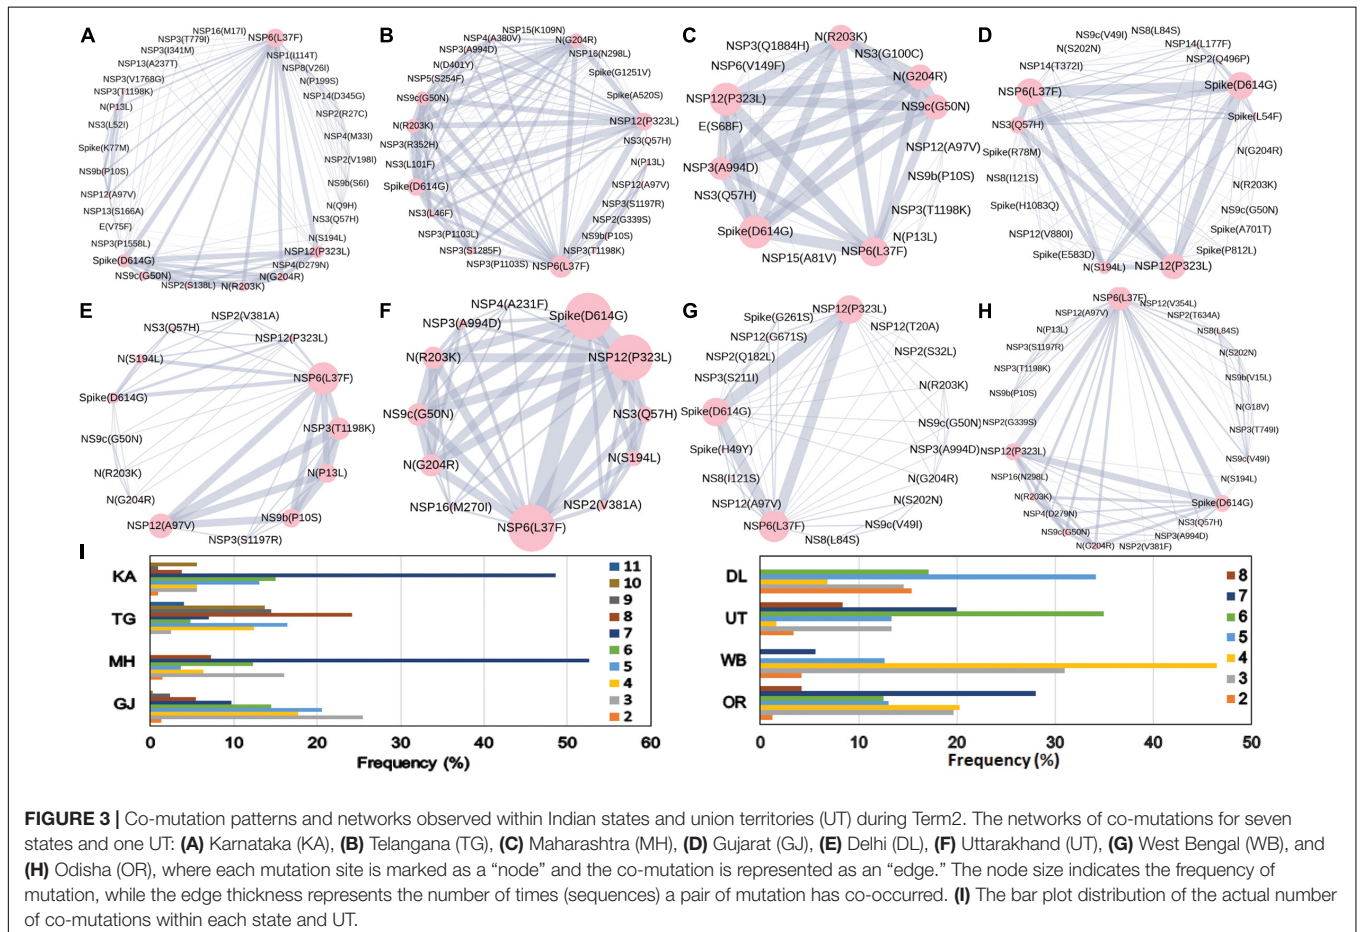 A
NSP16(M17I)
NSP3(T779I)
NSP6(L37F)
NSP3(I341M)
NSP1(I114T)
NSP13(A237T)
NSP8(V26I)
NSP3(V1768G)
N(P199S)
NSP3(T1198K)
NSP14(D345G)
N(P13L)
NSP2(R27C)
NS3(L52I)
NSP4(M33I)
Spike(K77M)
NSP2(V198I)
NS9b(P10S)
NS9b(S6I)
NSP12(A97V)
N(Q9H)
NSP13(S166A)
NS3(Q57H)
E(V75F)
N(S194L)
NSP3(P1558L)
NSP12(P323L)
Spike(D614G)
NSP4(D279N)
NS9c(G50N)
N(G204R)
NSP2(S138L)
N(R203K)
B
NSP15(K109N)
NSP4(A380V)
N(G204R)
NSP3(A994D)
NSP16(N298L)
N(D401Y)
Spike(G1251V)
NSP5(S254F)
Spike(A520S)
NS9c(G50N)
NSP12(P323L)
N(R203K)
NS3(Q57H)
NSP3(R352H)
N(P13L)
NS3(L101F)
NSP12(A97V)
Spike(D614G)
NSP3(S1197R)
NS3(L46F)
NSP2(G339S)
NSP3(P1103L)
NS9b(P10S)
NSP3(S1285F)
NSP3(T1198K)
NSP3(P1103S)
NSP6(L37F)
C
N(R203K)
NSP3(Q1884H)
NS3(G100C)
NSP6(V149F)
N(G204R)
NSP12(P323L)
NS9c(G50N)
E(S68F)
NSP12(A97V)
NSP3(A994D)
NS9b(P10S)
NS3(Q57H)
NSP3(T1198K)
Spike(D614G)
N(P13L)
NSP15(A81V)
NSP6(L37F)
D
NS9c(V49I)
NS8(L84S)
N(S202N)
NSP14(L177F)
NSP14(T372I)
NSP2(Q496P)
NSP6(L37F)
Spike(D614G)
NS3(Q57H)
Spike(L54F)
Spike(R78M)
N(G204R)
NS8(I121S)
N(R203K)
Spike(H1083Q)
NS9c(G50N)
NSP12(V880I)
Spike(A701T)
Spike(E583D)
Spike(P812L)
N(S194L)
NSP12(P323L)
E
NSP2(V381A)
NS3(Q57H)
NSP12(P323L)
N(S194L)
NSP6(L37F)
Spike(D614G)
NSP3(T1198K)
NS9c(G50N)
N(R203K)
N(P13L)
N(G204R)
NS9b(P10S)
NSP12(A97V)
NSP3(S1197R)
F
NSP4(A231F)
Spike(D614G)
NSP3(A994D)
N(R203K)
NSP12(P323L)
NS9c(G50N)
NS3(Q57H)
N(G204R)
N(S194L)
NSP16(M270I)
NSP2(V381A)
NSP6(L37F)
G
NSP12(P323L)
Spike(G261S)
NSP12(T20A)
NSP12(G671S)
NSP2(S32L)
NSP2(Q182L)
N(R203K)
NSP3(S211I)
NS9c(G50N)
Spike(D614G)
NSP3(A994D)
Spike(H49Y)
N(G204R)
NS8(I121S)
N(S202N)
NSP12(A97V)
NS9c(V49I)
NSP6(L37F)
NS8(L84S)
H
NSP6(L37F)
NSP12(V354L)
NSP12(A97V)
NSP2(T634A)
N(P13L)
NS8(L84S)
NSP3(S1197R)
N(S202N)
NSP3(T1198K)
NS9b(V15L)
NS9b(P10S)
N(G18V)
NSP2(G339S)
NSP3(T749I)
NSP12(P323L)
NS9c(V49I)
NSP16(N298L)
N(S194L)
N(R203K)
Spike(D614G)
NSP4(D279N)
NS3(Q57H)
NS9c(G50N)
NSP3(A994D)
N(G204R)
NSP2(V381F)
I
KA
TG
MH
GJ
11
10
9
8
7
6
5
4
3
2
0 10 20 30 40 50 60
Frequency (%)
DL
UT
WB
OR
8
7
6
5
4
3
2
0 10 20 30 40 50
Frequency (%)
FIGURE 3 | Co-mutation patterns and networks observed within Indian states and union territories (UT) during Term2. The networks of co-mutations for seven
states and one UT: (A) Karnataka (KA), (B) Telangana (TG), (C) Maharashtra (MH), (D) Gujarat (GJ), (E) Delhi (DL), (F) Uttarakhand (UT), (G) West Bengal (WB), and
(H) Odisha (OR), where each mutation site is marked as a “node” and the co-mutation is represented as an “edge.” The node size indicates the frequency of
mutation, while the edge thickness represents the number of times (sequences) a pair of mutation has co-occurred. (I) The bar plot distribution of the actual number
of co-mutations within each state and UT.